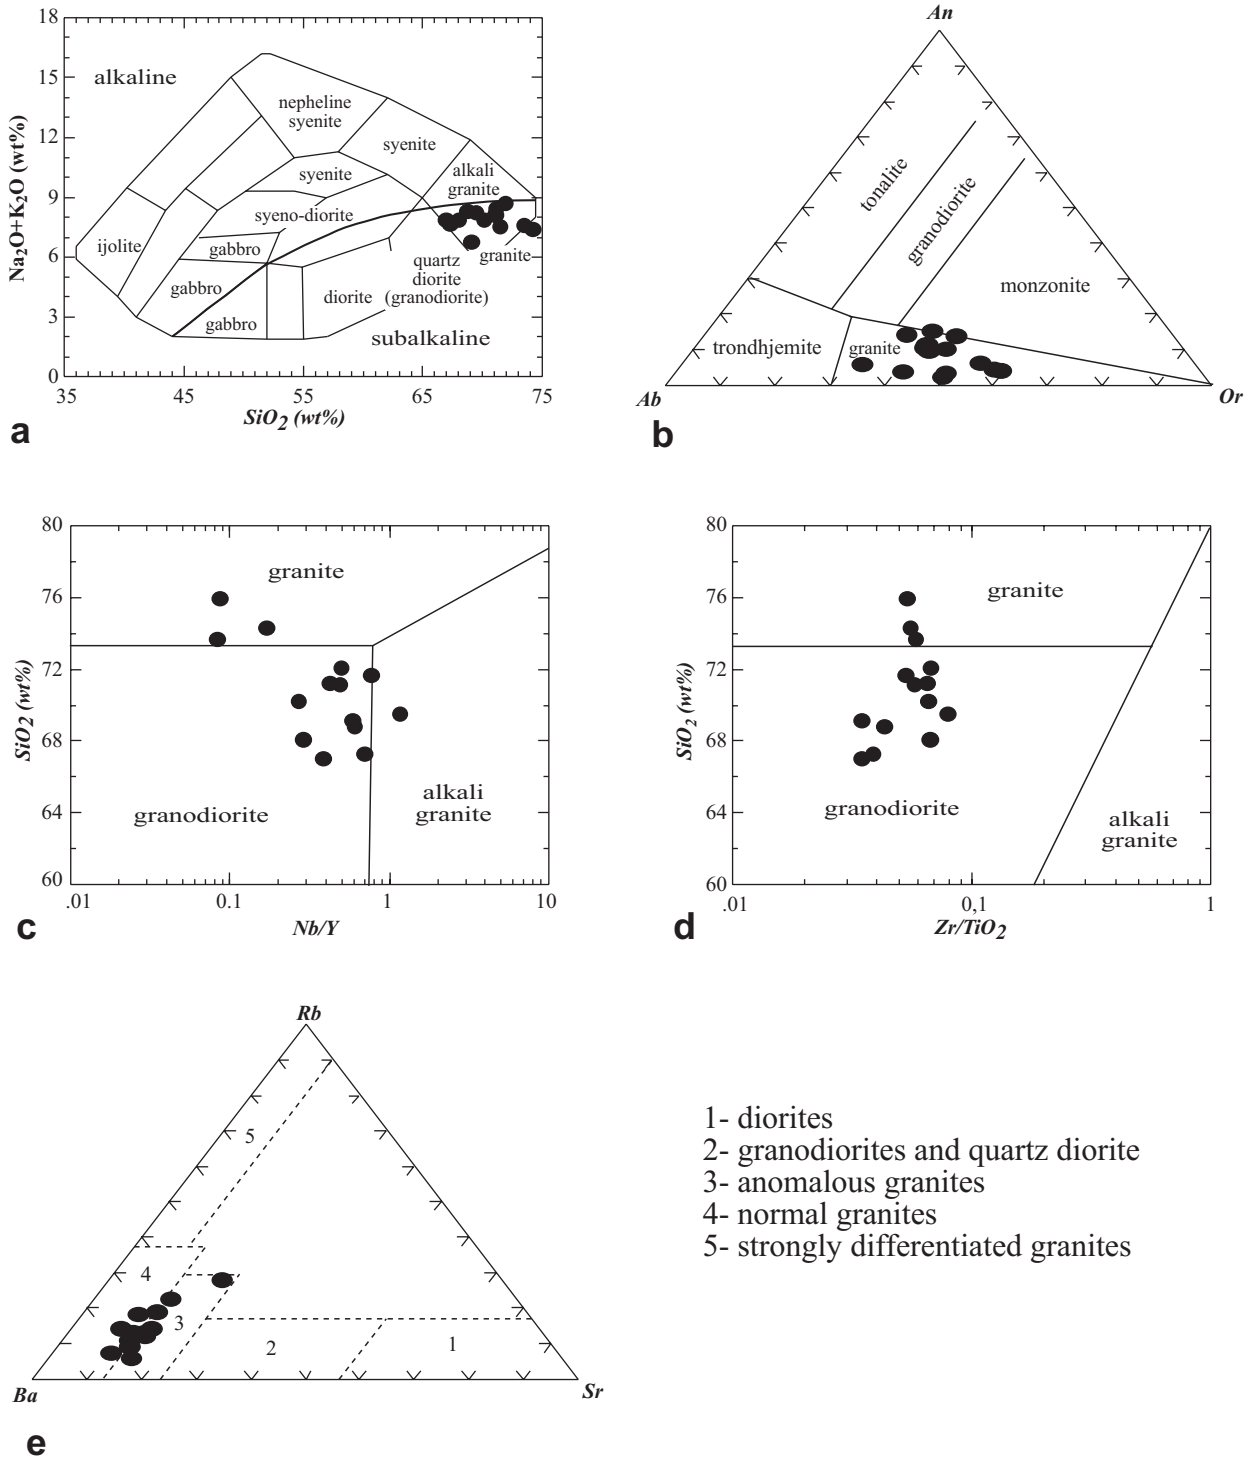 18
15
12
9
6
3
0
Na₂O+K₂O (wt%)
alkaline
nepheline
syenite
syenite
alkali
granite
syenite
syeno-diorite
ijolite
gabbro
gabbro
gabbro
quartz
diorite
(granodiorite)
granite
diorite
subalkaline
35 45 55 65 75
SiO₂ (wt%)
a
An
tonalite
granodiorite
monzonite
trondhjemite
granite
Ab
Or
b
80
76
72
68
64
60
SiO₂ (wt%)
granite
granodiorite
alkali
granite
.01 0.1 1 10
Nb/Y
c
80
76
72
68
64
60
SiO₂ (wt%)
granite
granodiorite
alkali
granite
.01 0,1 1
Zr/TiO₂
d
Rb
5
4
3
2
1
Ba
Sr
e
1- diorites
2- granodiorites and quartz diorite
3- anomalous granites
4- normal granites
5- strongly differentiated granites